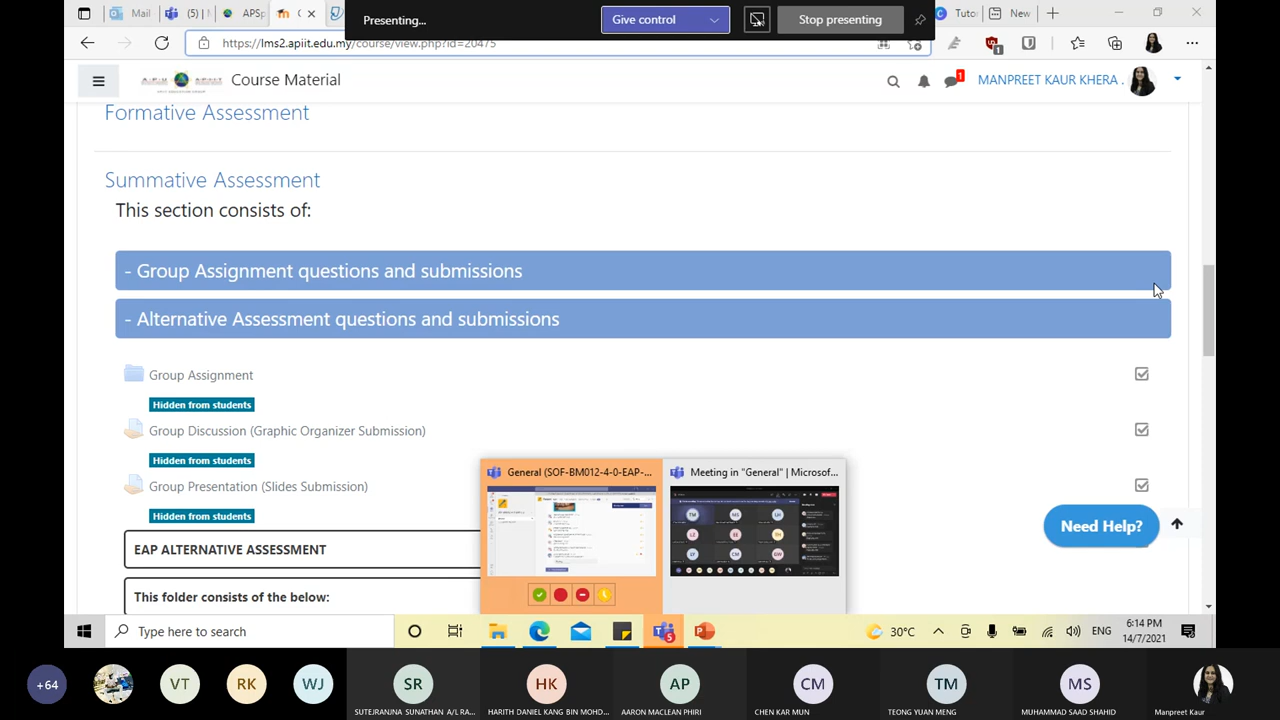 Mail
(5) |
APSp
C
Tutor
New
Presenting...
Give control
Stop presenting
https://lms2.apiit.edu.my/course/view.php?id=20475
1
Course Material
1
MANPREET KAUR KHERA .
Formative Assessment
Summative Assessment
This section consists of:
- Group Assignment questions and submissions
- Alternative Assessment questions and submissions
Group Assignment
Hidden from students
Group Discussion (Graphic Organizer Submission)
Hidden from students
Group Presentation (Slides Submission)
Hidden from students
General (SOF-BM012-4-0-EAP-...
Meeting in "General" | Microsof...
Need Help?
EAP ALTERNATIVE ASSESSMENT
This folder consists of the below:
Type here to search
5
30°C
ENG
6:14 PM
14/7/2021
+64
VT
RK
WJ
SR
HK
AP
CM
TM
MS
SUTEJRANJNA SUNATHAN A/L RA...
HARITH DANIEL KANG BIN MOHD...
AARON MACLEAN PHIRI
CHEN KAR MUN
TEONG YUAN MENG
MUHAMMAD SAAD SHAHID
Manpreet Kaur